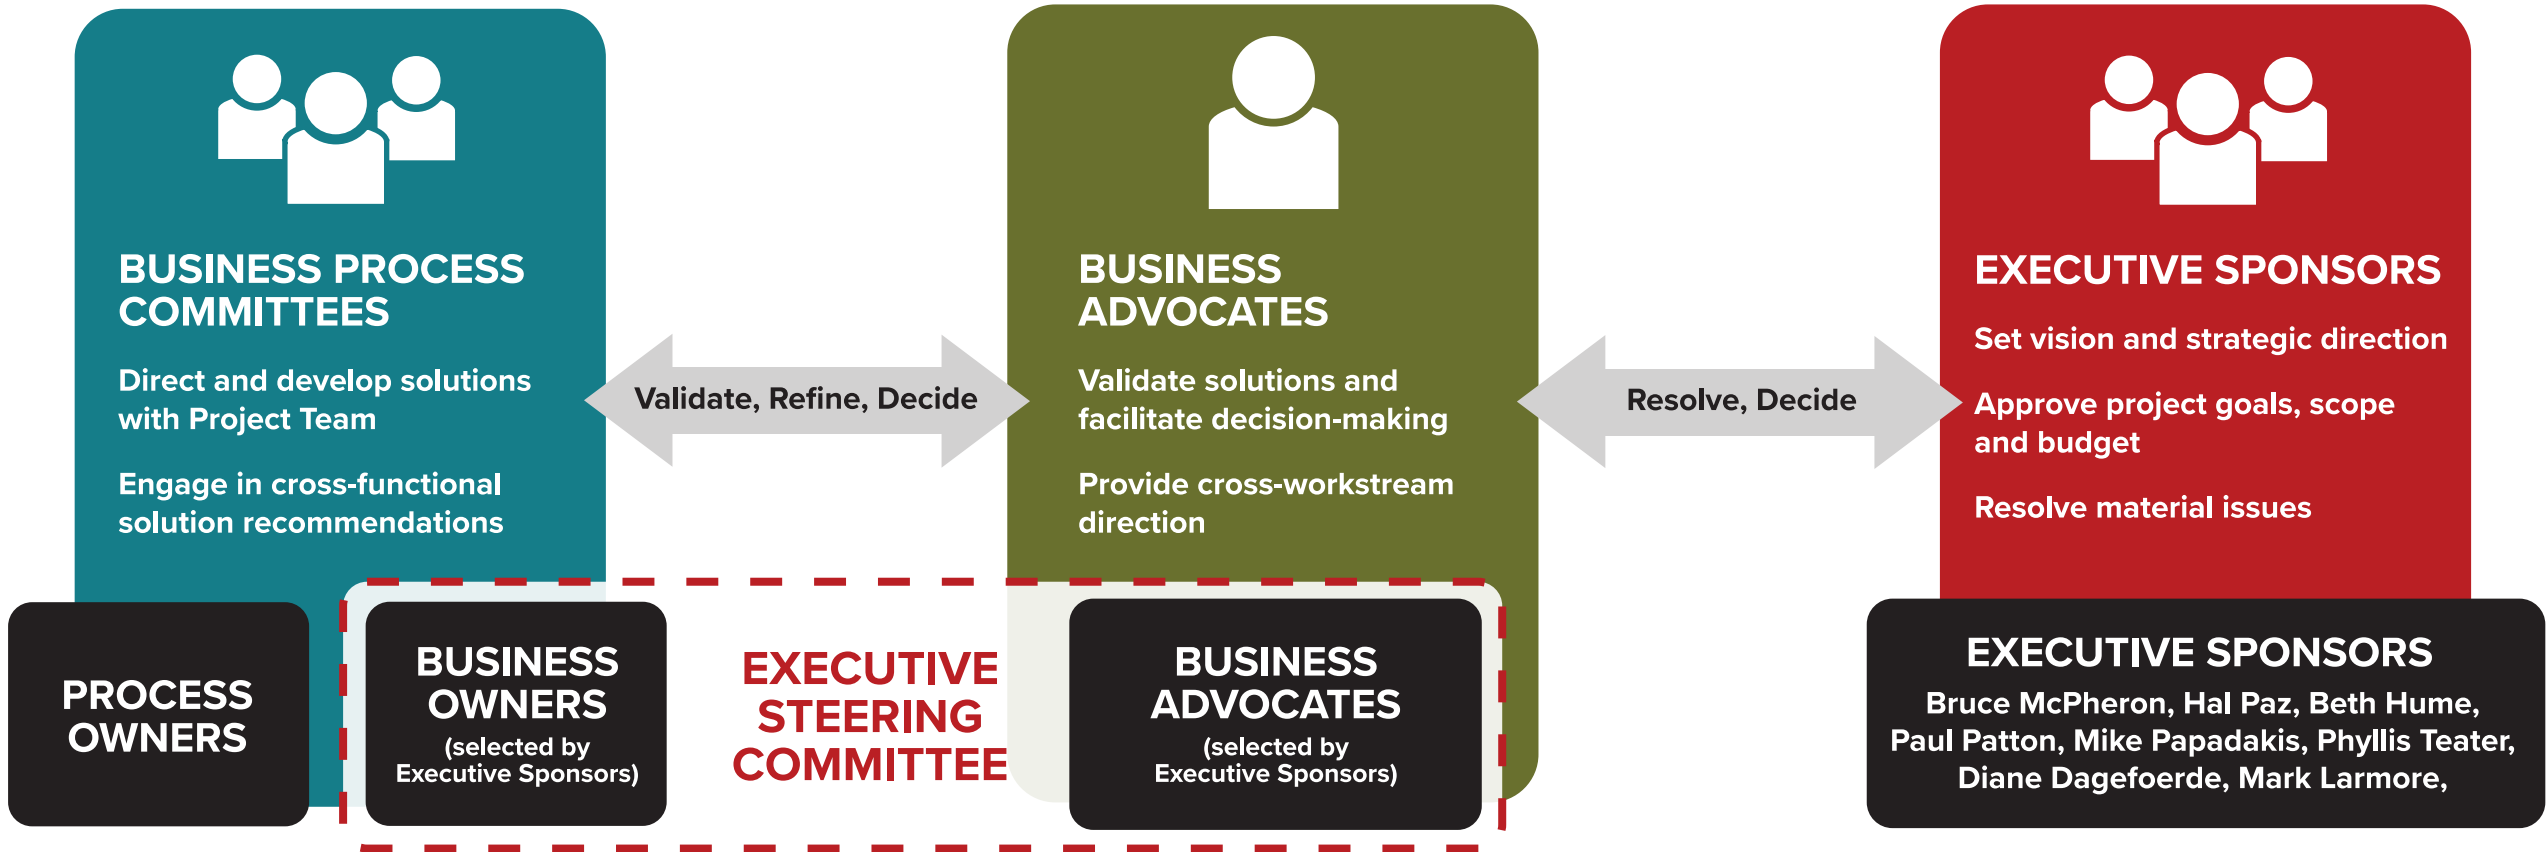 BUSINESS PROCESS
COMMITTEES
Direct and develop solutions
with Project Team
Engage in cross-functional
solution recommendations
Validate, Refine, Decide
BUSINESS
ADVOCATES
Validate solutions and
facilitate decision-making
Provide cross-workstream
direction
Resolve, Decide
EXECUTIVE SPONSORS
Set vision and strategic direction
Approve project goals, scope
and budget
Resolve material issues
PROCESS
OWNERS
BUSINESS
OWNERS
(selected by
Executive Sponsors)
EXECUTIVE
STEERING
COMMITTEE
BUSINESS
ADVOCATES
(selected by
Executive Sponsors)
EXECUTIVE SPONSORS
Bruce McPheron, Hal Paz, Beth Hume,
Paul Patton, Mike Papadakis, Phyllis Teater,
Diane Dagefoerde, Mark Larmore,